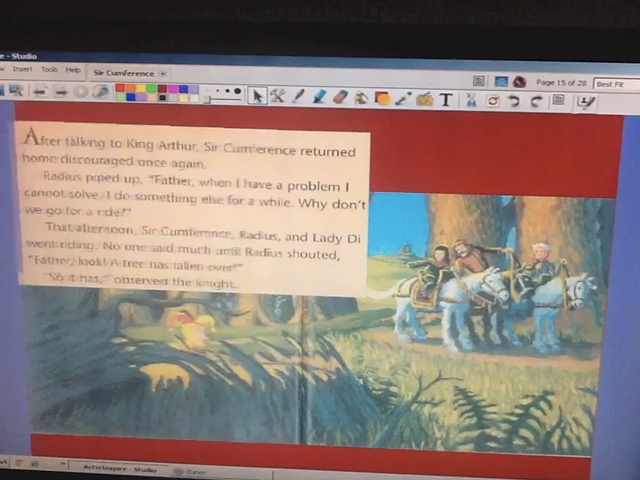 - Studio
Insert Tools Help
Sir Cumference
Page 15 of 28
Best Fit
T
After talking to King Arthur, Sir Cumference returned
home discouraged once again.
Radius piped up, "Father, when I have a problem I
cannot solve, I do something else for a while. Why don't
we go for a ride?"
That afternoon, Sir Cumference, Radius, and Lady Di
went riding. No one said much until Radius shouted,
"Father, look! A tree has fallen over!"
"So it has," observed the knight.
ActivInspire - Studio
iTunes